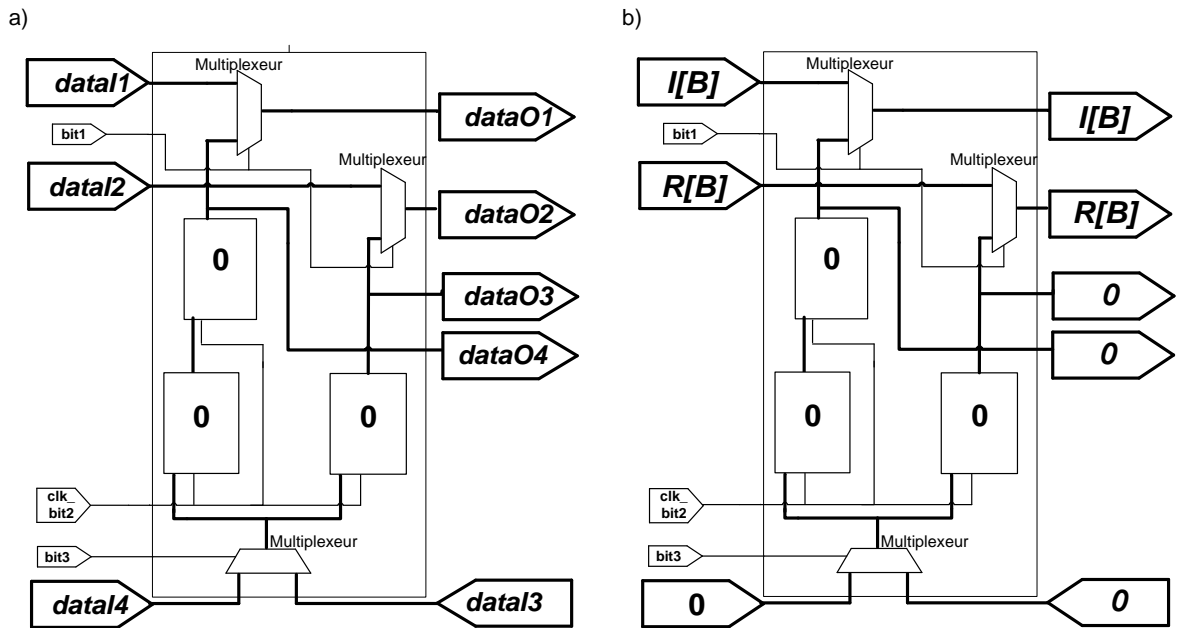 a)
Multiplexeur
dataI1
dataO1
bit1
Multiplexeur
dataI2
dataO2
0
dataO3
dataO4
0
0
clk_
bit2
Multiplexeur
bit3
dataI4
dataI3
b)
Multiplexeur
I[B]
I[B]
bit1
Multiplexeur
R[B]
R[B]
0
0
0
0
0
clk_
bit2
Multiplexeur
bit3
0
0